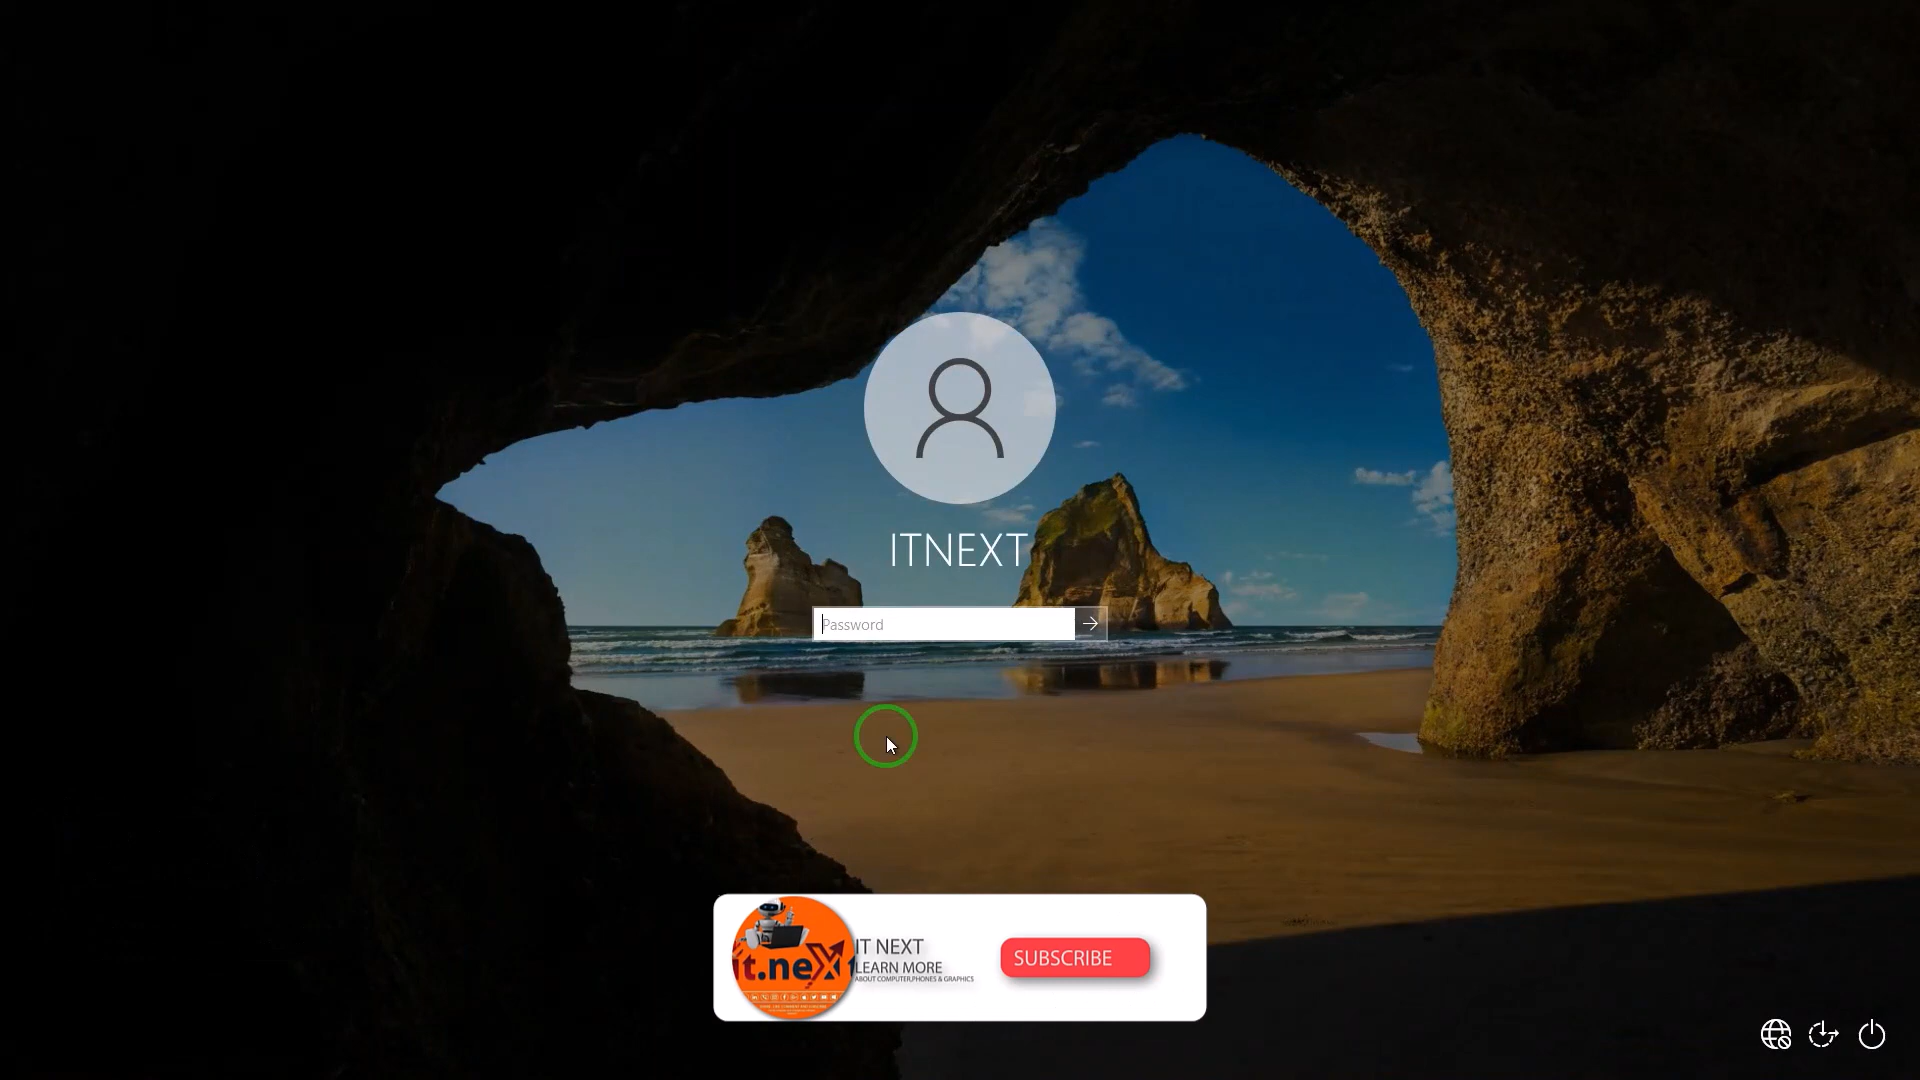 ITNEXT
Password
it.neXt
IT NEXT
LEARN MORE
ABOUT COMPUTER,PHONES & GRAPHICS
SUBSCRIBE